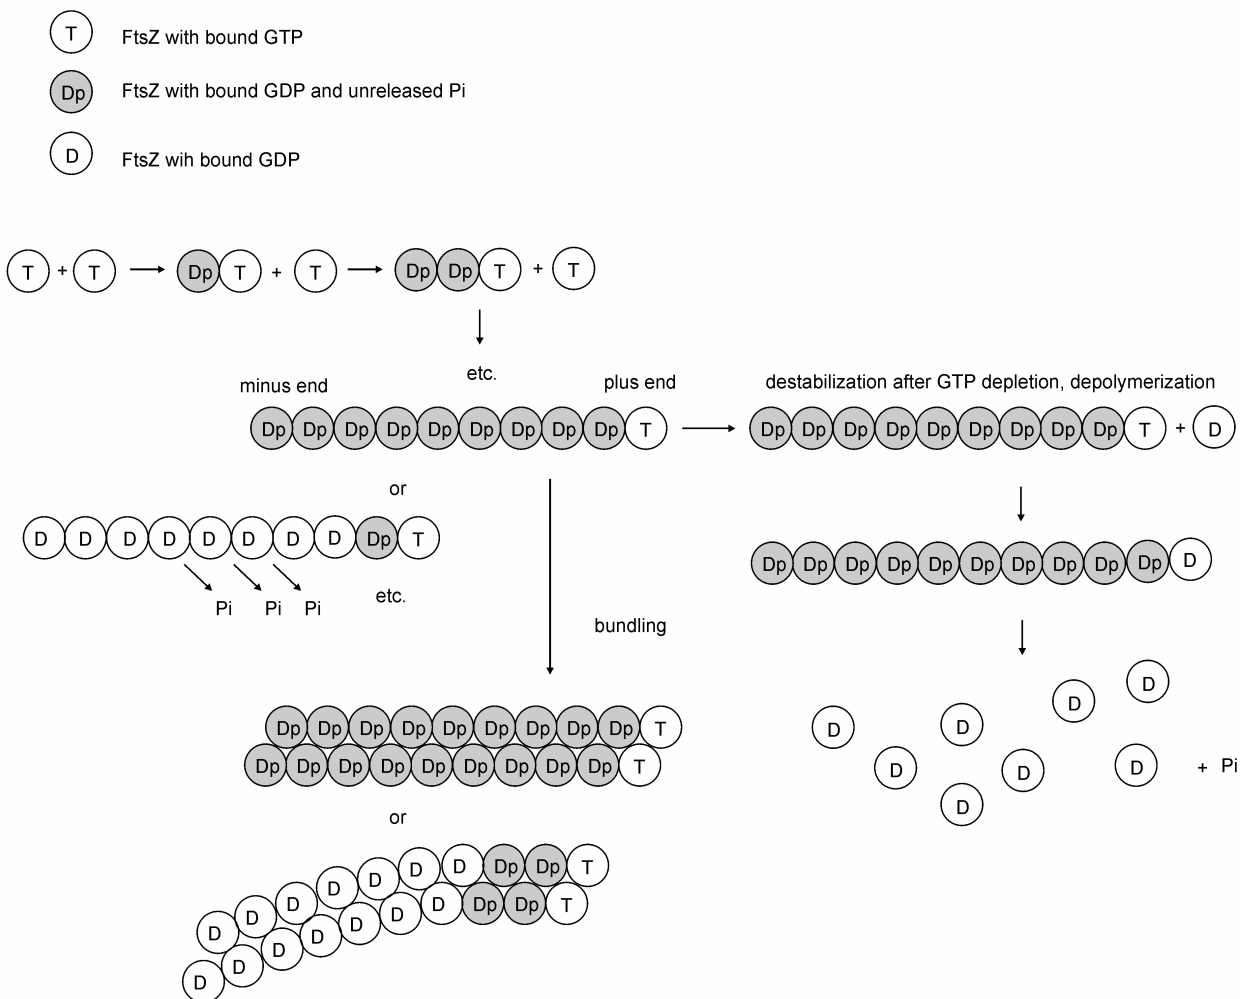 T FtsZ with bound GTP
Dp FtsZ with bound GDP and unreleased Pi
D FtsZ wih bound GDP
T + T Dp T + T Dp Dp T + T
etc.
minus end plus end destabilization after GTP depletion, depolymerization
Dp Dp Dp Dp Dp Dp Dp Dp Dp T Dp Dp Dp Dp Dp Dp Dp Dp Dp T + D
or
D D D D D D D D Dp T
Dp Dp Dp Dp Dp Dp Dp Dp Dp Dp D
Pi Pi Pi etc.
bundling
D D D D D D D D + Pi
Dp Dp Dp Dp Dp Dp Dp Dp Dp T
Dp Dp Dp Dp Dp Dp Dp Dp Dp T
or
D D D D D D D Dp Dp T
D D D D D D D Dp Dp T